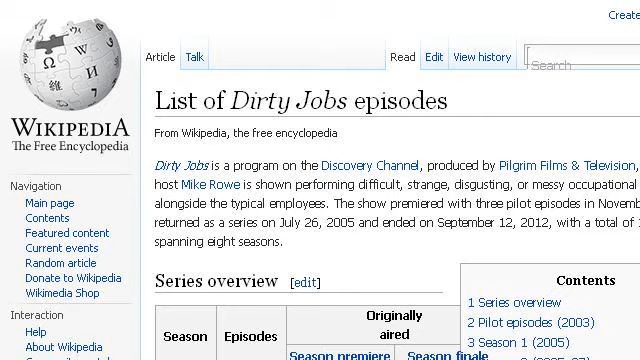 Create
Article Talk Read Edit View history Search
List of Dirty Jobs episodes
From Wikipedia, the free encyclopedia
Dirty Jobs is a program on the Discovery Channel, produced by Pilgrim Films & Television,
host Mike Rowe is shown performing difficult, strange, disgusting, or messy occupational
alongside the typical employees. The show premiered with three pilot episodes in Novemb
returned as a series on July 26, 2005 and ended on September 12, 2012, with a total of
spanning eight seasons.
Series overview [edit]
Season Episodes Originally
aired
Season premiere Season finale
Contents
1 Series overview
2 Pilot episodes (2003)
3 Season 1 (2005)
WIKIPEDIA
The Free Encyclopedia
Navigation
Main page
Contents
Featured content
Current events
Random article
Donate to Wikipedia
Wikimedia Shop
Interaction
Help
About Wikipedia